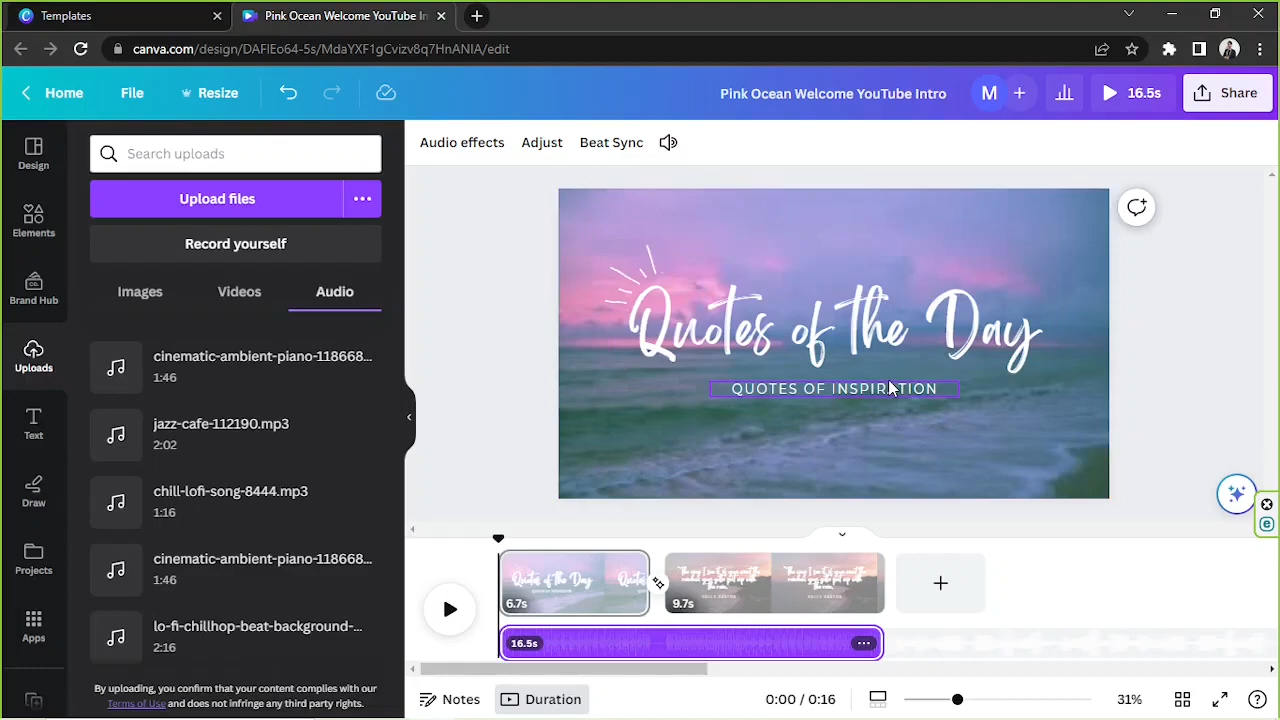 Templates
Pink Ocean Welcome YouTube In
canva.com/design/DAFlEo64-5s/MdaYXF1gCvizv8q7HnANIA/edit
Home
File
Resize
Pink Ocean Welcome YouTube Intro
M
16.5s
Share
Design
Elements
Brand Hub
Uploads
Text
Draw
Projects
Apps
Search uploads
Upload files
Record yourself
Images
Videos
Audio
cinematic-ambient-piano-118668...
1:46
jazz-cafe-112190.mp3
2:02
chill-lofi-song-8444.mp3
1:16
cinematic-ambient-piano-118668...
1:46
lo-fi-chillhop-beat-background-...
2:16
By uploading, you confirm that your content complies with our
Terms of Use and does not infringe any third party rights.
Audio effects
Adjust
Beat Sync
Quotes of the Day
QUOTES OF INSPIRATION
Quotes of the Day
6.7s
9.7s
16.5s
Notes
Duration
0:00 / 0:16
31%